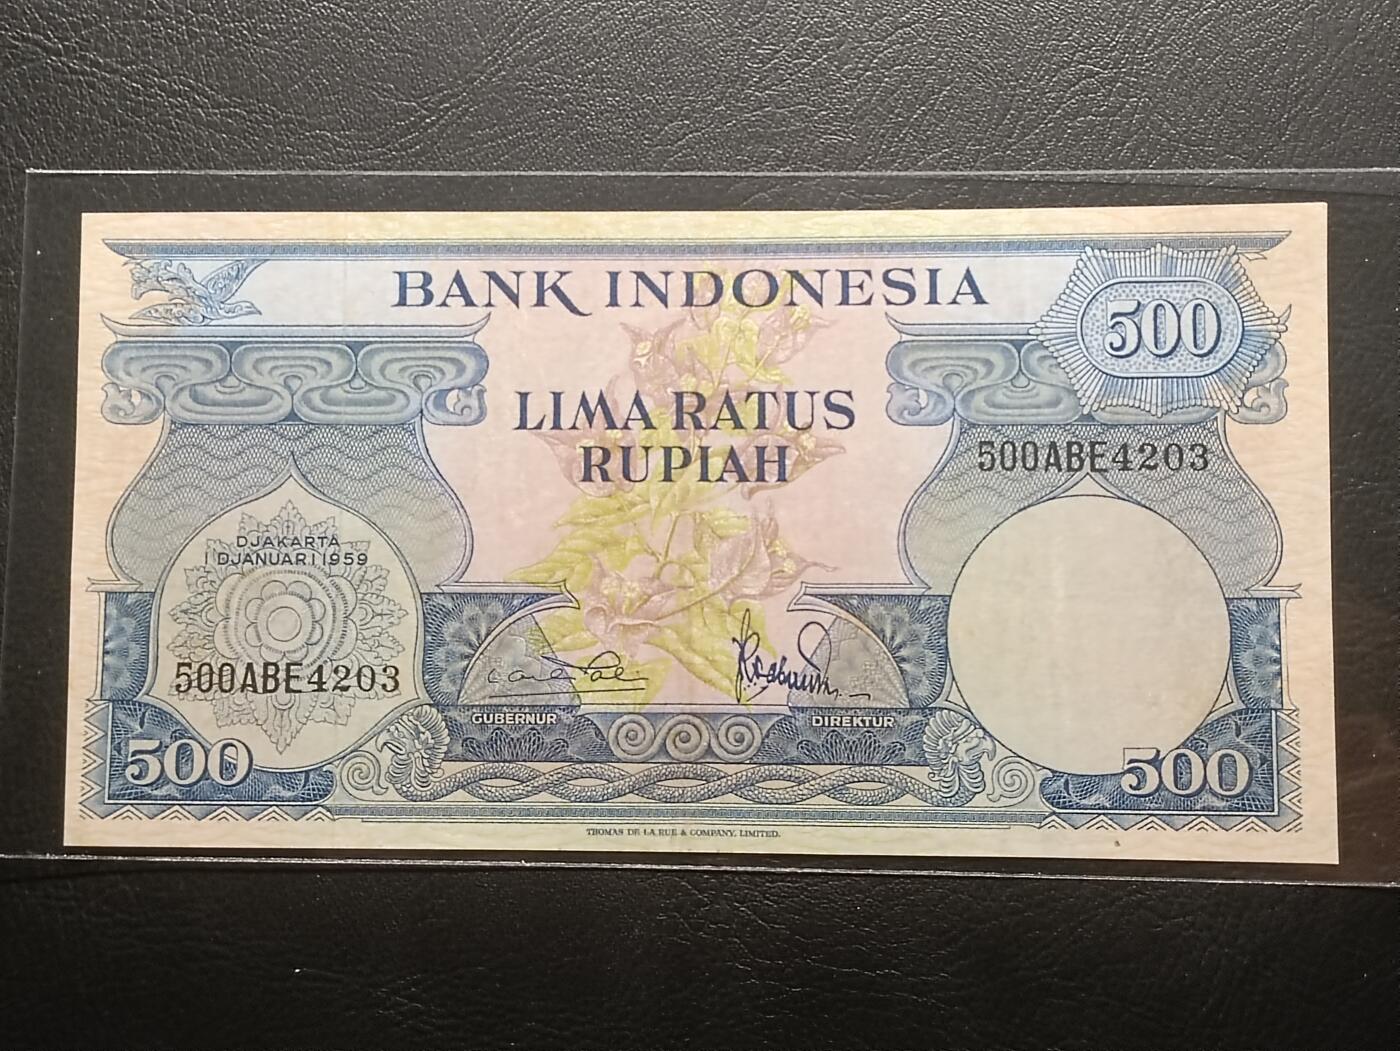 BANK INDONESIA
500
LIMA RATUS
RUPIAH
500ABE4203
DJAKARTA
1 DJANUARI 1959
500ABE4203
GUBERNUR
DIREKTUR
500
500
THOMAS DE LA RUE & COMPANY, LIMITED.